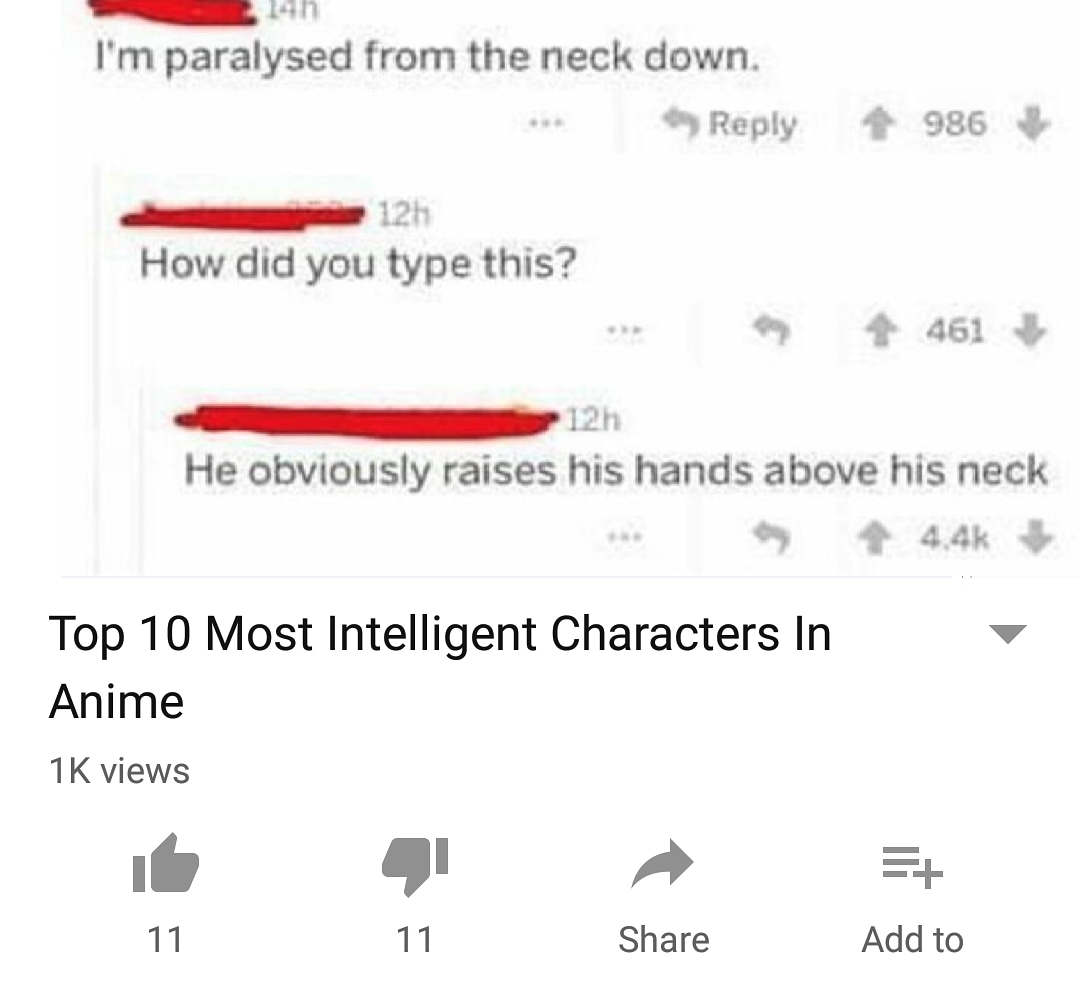 14h
I'm paralysed from the neck down.
... Reply 986
12h
How did you type this?
... 461
12h
He obviously raises his hands above his neck
... 4.4k
Top 10 Most Intelligent Characters In
Anime
1K views
11 11 Share Add to